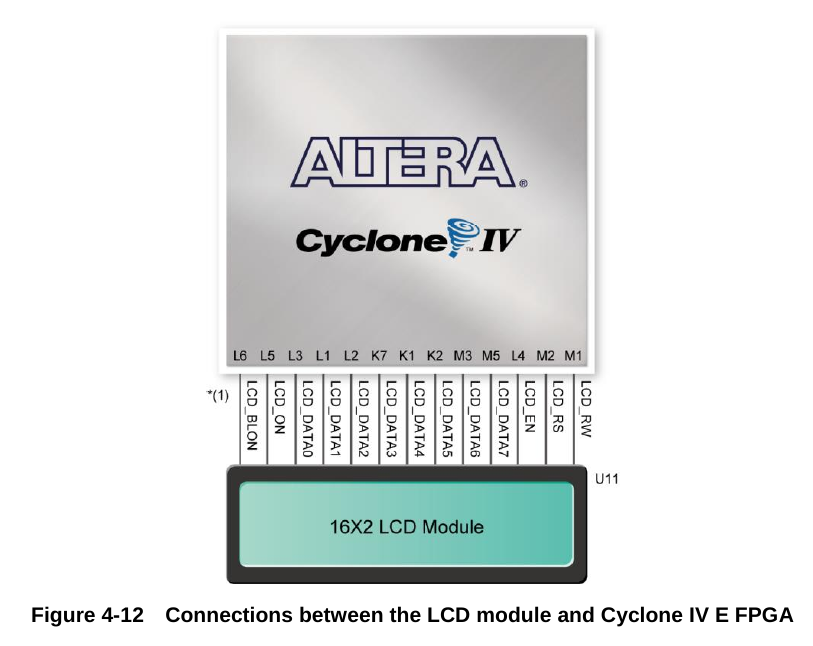 ALTERA®
Cyclone™ IV
L6 L5 L3 L1 L2 K7 K1 K2 M3 M5 L4 M2 M1
*(1)
LCD_BLON
LCD_ON
LCD_DATA0
LCD_DATA1
LCD_DATA2
LCD_DATA3
LCD_DATA4
LCD_DATA5
LCD_DATA6
LCD_DATA7
LCD_EN
LCD_RS
LCD_RW
U11
16X2 LCD Module
Figure 4-12 Connections between the LCD module and Cyclone IV E FPGA